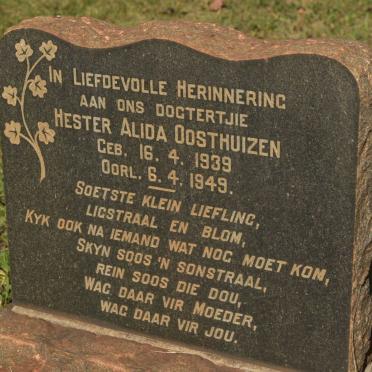 IN LIEFDEVOLLE HERINNERING
AAN ONS DOGTERTJIE
HESTER ALIDA OOSTHUIZEN
GEB. 16. 4. 1939
OORL. 6. 4. 1949.
SOETSTE KLEIN LIEFLING,
LIGSTRAAL EN BLOM,
KYK OOK NA IEMAND WAT NOG MOET KOM,
SKYN SOOS 'N SONSTRAAL,
REIN SOOS DIE DOU,
WAG DAAR VIR MOEDER,
WAG DAAR VIR JOU.